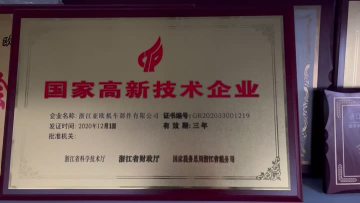 国家高新技术企业
企业名称：浙江亚欧机车部件有限公司 证书编号：GR202033001219
发证时间：2020年12月1日 有效期：三年
批准机关：
浙江省科学技术厅 浙江省财政厅 国家税务总局浙江省税务局